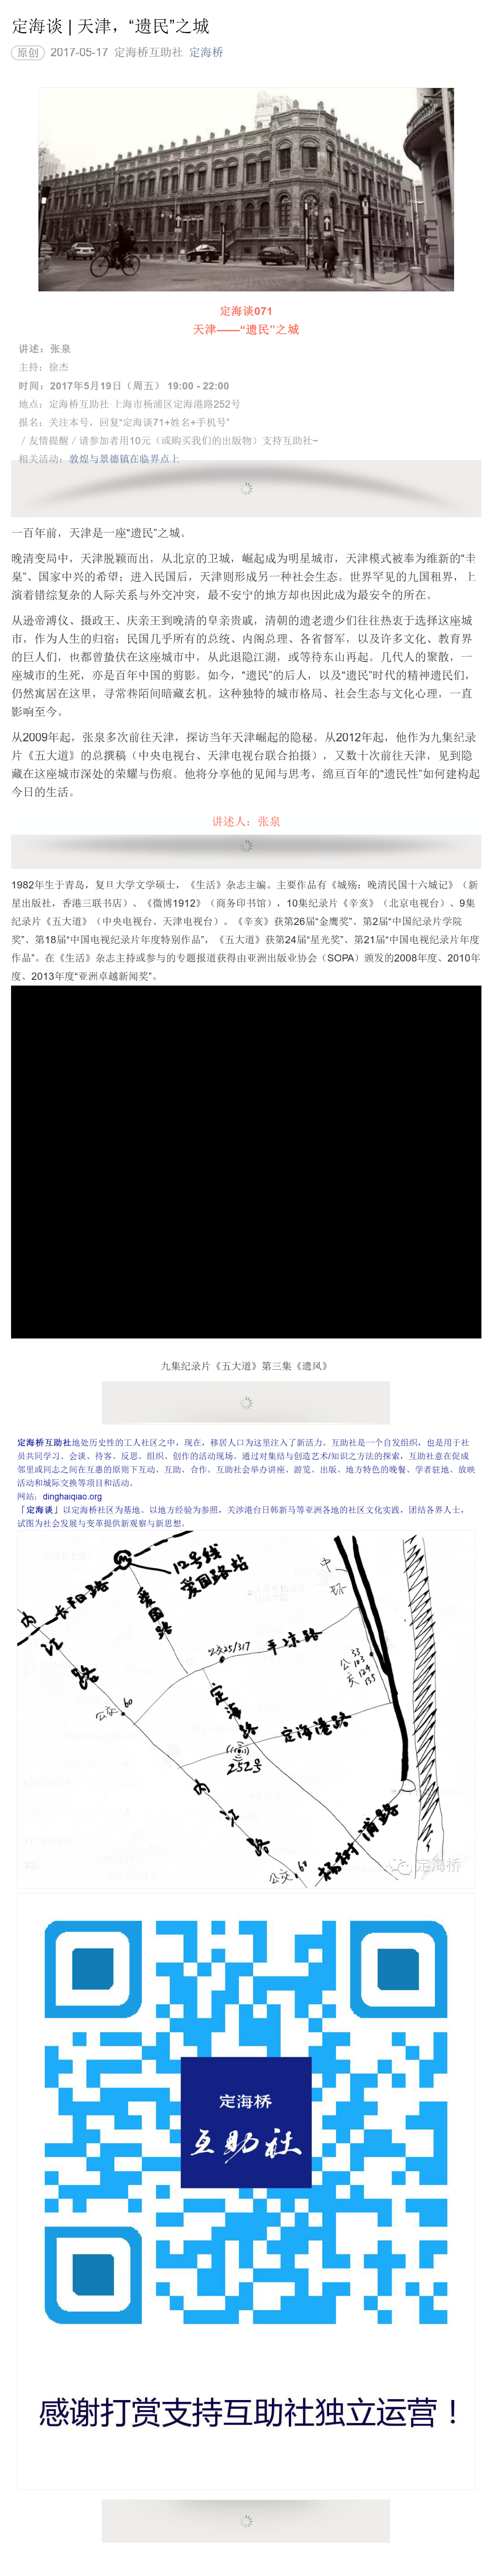 定海谈 | 天津，“遗民”之城
原创 2017-05-17 定海桥互助社 定海桥
定海谈071
天津——“遗民”之城
讲述：张泉
主持：徐杰
时间：2017年5月19日（周五） 19:00 - 22:00
地点：定海桥互助社 上海市杨浦区定海港路252号
报名：关注本号，回复“定海谈71+姓名+手机号”
／友情提醒／请参加者用10元（或购买我们的出版物）支持互助社~
相关活动：敦煌与景德镇在临界点上
一百年前，天津是一座“遗民”之城。
晚清变局中，天津脱颖而出，从北京的卫城，崛起成为明星城市，天津模式被奉为维新的“圭
臬”、国家中兴的希望；进入民国后，天津则形成另一种社会生态。世界罕见的九国租界，上
演着错综复杂的人际关系与外交冲突，最不安宁的地方却也因此成为最安全的所在。
从逊帝溥仪、摄政王、庆亲王到晚清的皇亲贵戚，清朝的遗老遗少们往往热衷于选择这座城
市，作为人生的归宿；民国几乎所有的总统、内阁总理、各省督军，以及许多文化、教育界
的巨人们，也都曾蛰伏在这座城市中，从此退隐江湖，或等待东山再起。几代人的聚散，一
座城市的生死，亦是百年中国的剪影。如今，“遗民”的后人，以及“遗民”时代的精神遗民们，
仍然寓居在这里，寻常巷陌间暗藏玄机。这种独特的城市格局、社会生态与文化心理，一直
影响至今。
从2009年起，张泉多次前往天津，探访当年天津崛起的隐秘。从2012年起，他作为九集纪录
片《五大道》的总撰稿（中央电视台、天津电视台联合拍摄），又数十次前往天津，见到隐
藏在这座城市深处的荣耀与伤痕。他将分享他的见闻与思考，绵亘百年的“遗民性”如何建构起
今日的生活。
讲述人：张泉
1982年生于青岛，复旦大学文学硕士，《生活》杂志主编。主要作品有《城殇：晚清民国十六城记》（新
星出版社，香港三联书店）、《微博1912》（商务印书馆），10集纪录片《辛亥》（北京电视台）、9集
纪录片《五大道》（中央电视台、天津电视台）。《辛亥》获第26届“金鹰奖”、第2届“中国纪录片学院
奖”、第18届“中国电视纪录片年度特别作品”，《五大道》获第24届“星光奖”、第21届“中国电视纪录片年度
作品”。在《生活》杂志主持或参与的专题报道获得由亚洲出版业协会（SOPA）颁发的2008年度、2010年
度、2013年度“亚洲卓越新闻奖”。
九集纪录片《五大道》第三集《遗风》
定海桥互助社地处历史性的工人社区之中，现在，移居人口为这里注入了新活力。互助社是一个自发组织，也是用于社
员共同学习、会谈、待客、反思、组织、创作的活动现场。通过对集结与创造艺术/知识之方法的探索，互助社意在促成
邻里或同志之间在互惠的原则下互动、互助、合作。互助社会举办讲座、游览、出版、地方特色的晚餐、学者驻地、放映
活动和城际交换等项目和活动。
网站：dinghaiqiao.org
「定海谈」以定海桥社区为基地、以地方经验为参照，关涉港台日韩新马等亚洲各地的社区文化实践，团结各界人士，
试图为社会发展与变革提供新观察与新思想。
12号线
爱国路站
长阳路
爱国路
内江路
公交25/317
平凉路
中环
公交
33
103
124
135
公交60
定海路
定海港路
252号
内江路
公交60
杨树浦路
定海桥
定海桥
互助社
感谢打赏支持互助社独立运营！